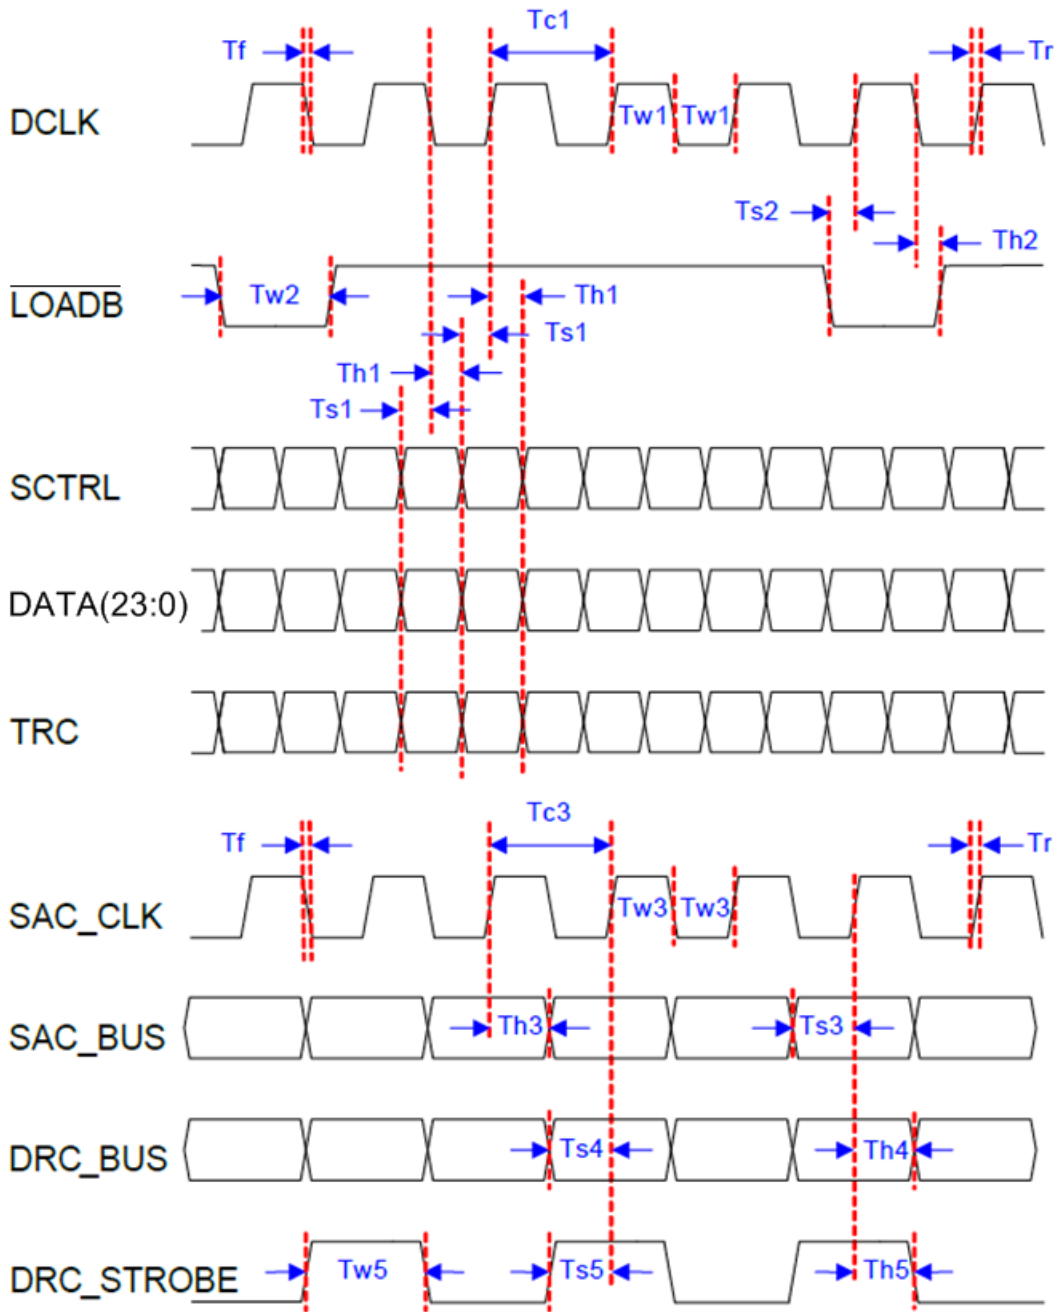 Tc1
Tf
Tr
DCLK
Tw1 Tw1
Ts2
Th2
LOADB
Tw2
Th1
Ts1
Th1
Ts1
SCTRL
DATA(23:0)
TRC
Tc3
Tf
Tr
SAC_CLK
Tw3 Tw3
SAC_BUS
Th3
Ts3
DRC_BUS
Ts4
Th4
DRC_STROBE
Tw5
Ts5
Th5